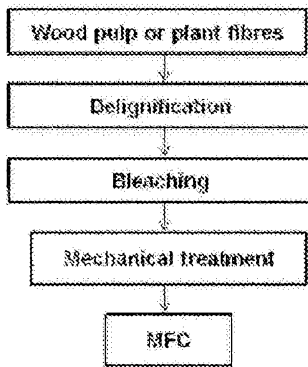 Wood pulp or plant fibres
Delignification
Bleaching
Mechanical treatment
MFC